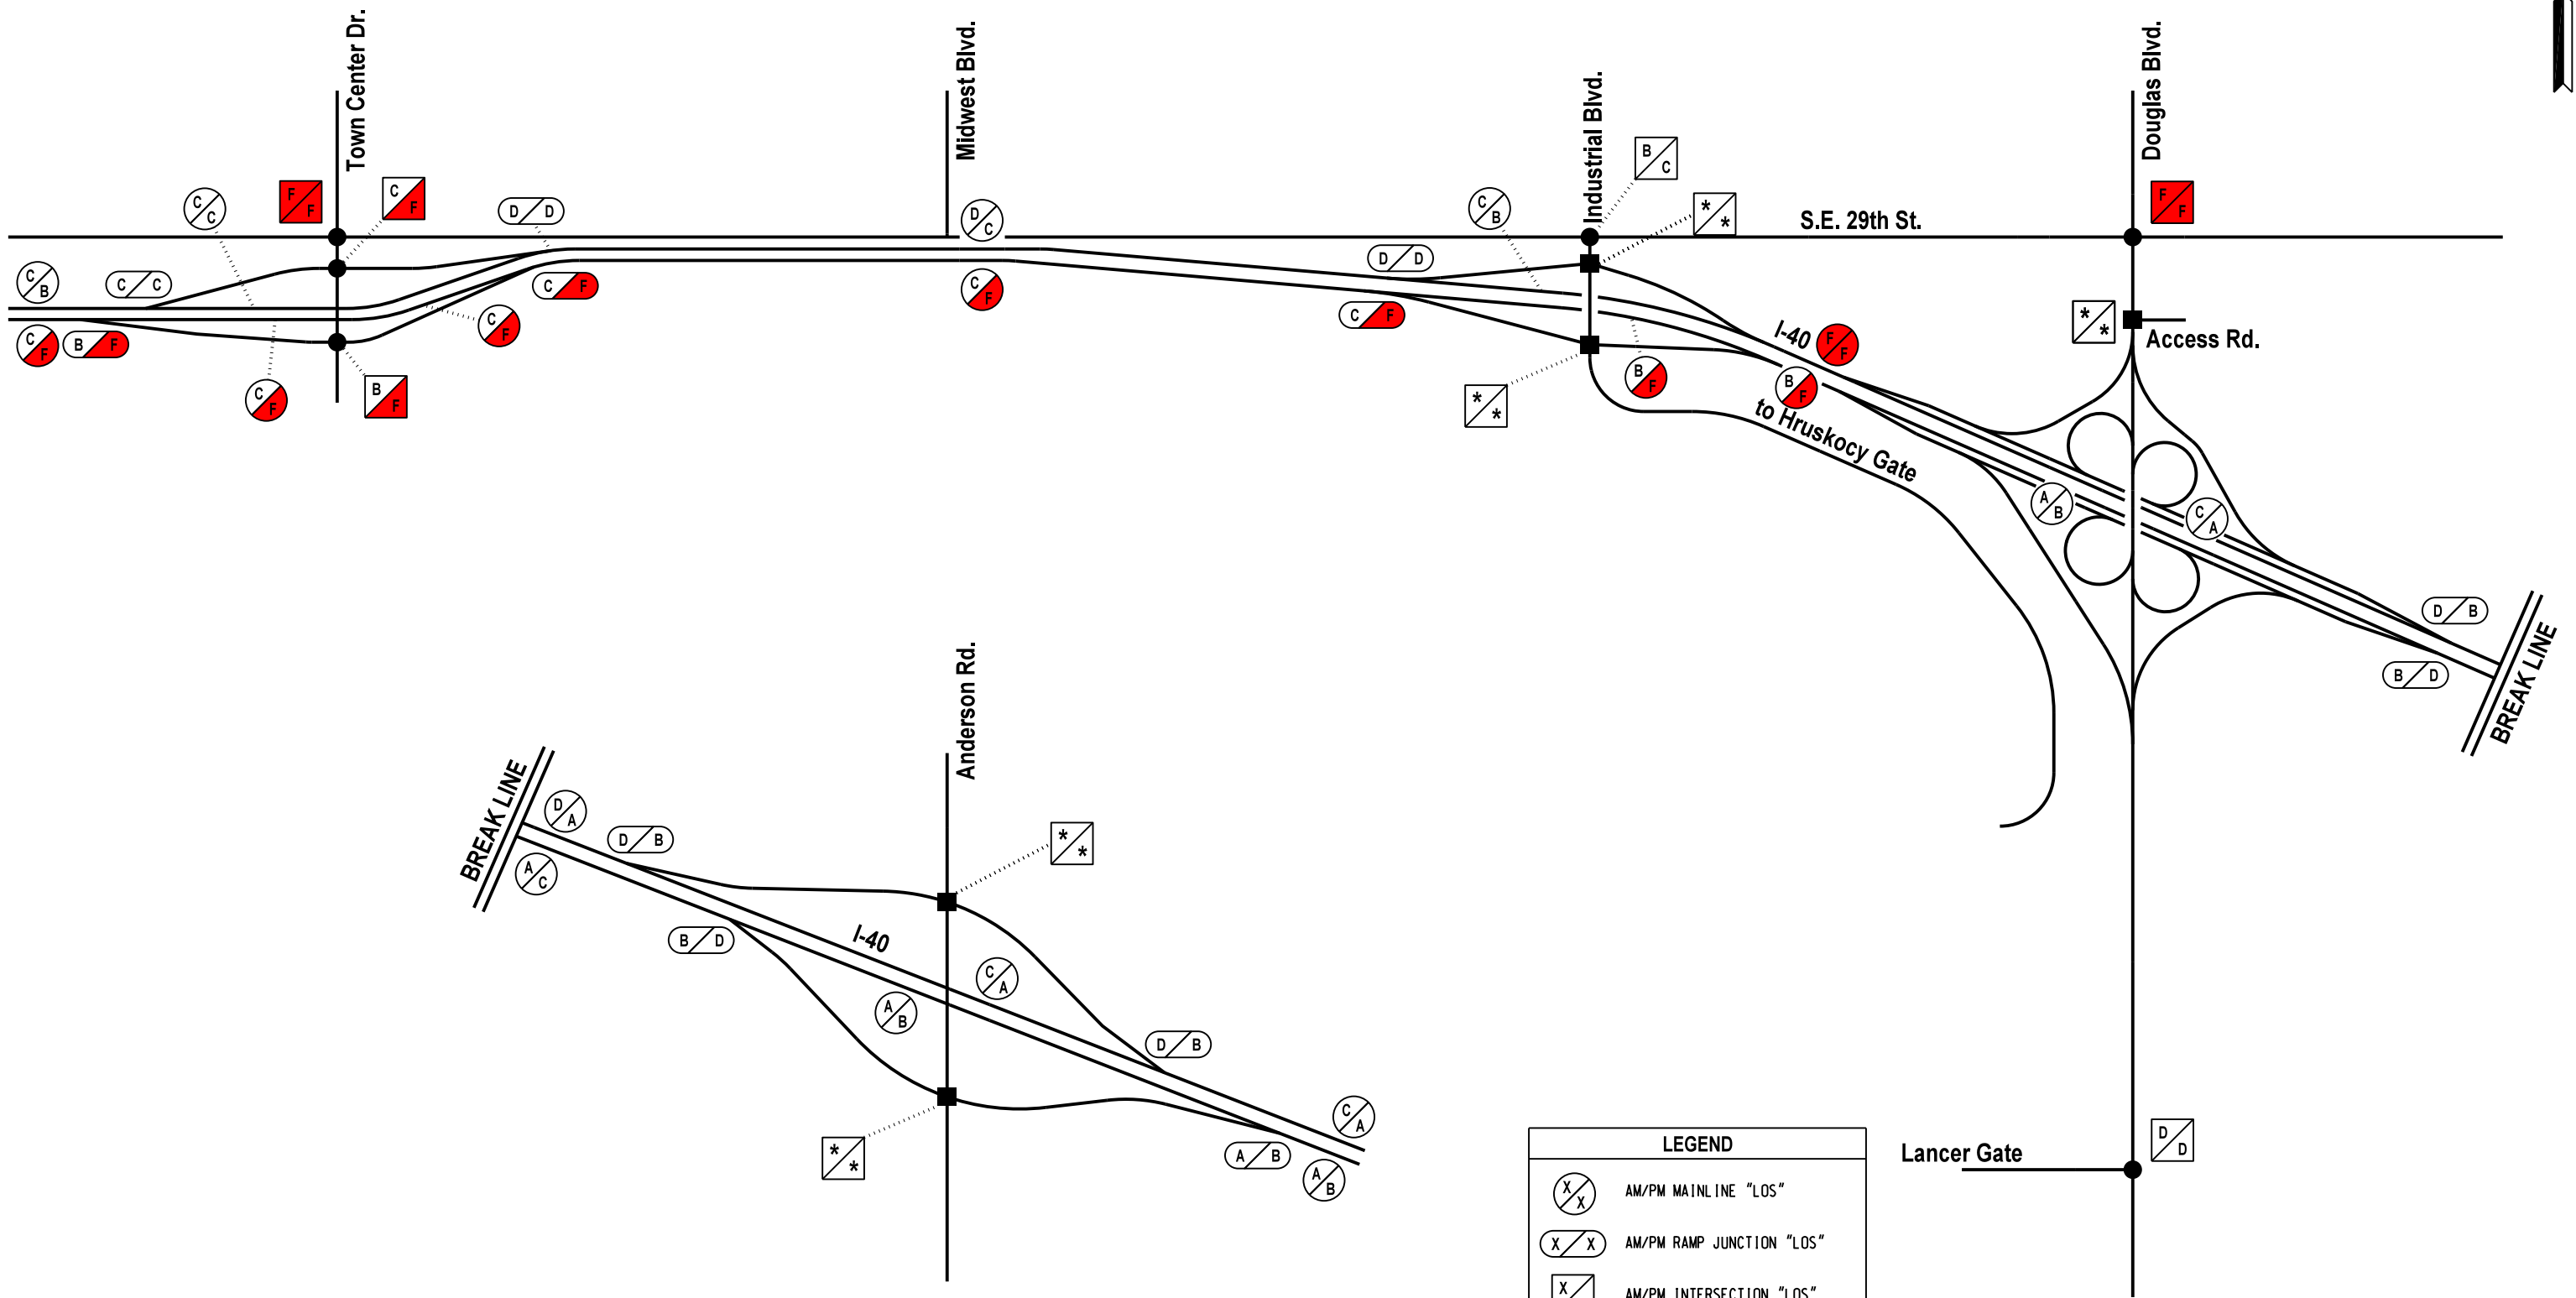 Town Center Dr.
Midwest Blvd.
Industrial Blvd.
Douglas Blvd.
B C
F F
C F
* *
F F
C C
D D
D C
C B
S.E. 29th St.
D D
C B
C C
C F
C F
C F
* *
Access Rd.
C F
C F
B F
I-40
F F
B F
B F
C F
B F
* *
to Hruskocy Gate
A B
C A
D B
B D
BREAK LINE
Anderson Rd.
BREAK LINE
D A
D B
* *
A C
B D
I-40
C A
A B
D B
C A
A B
A B
* *
Lancer Gate
D D
LEGEND
X X AM/PM MAINLINE "LOS"
X X AM/PM RAMP JUNCTION "LOS"
X AM/PM INTERSECTION "LOS"